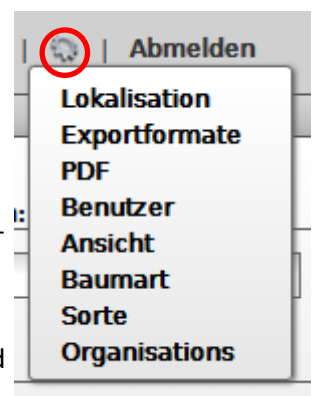 | | Abmelden
Lokalisation
Exportformate
PDF
Benutzer
Ansicht
Baumart
Sorte
Organisations